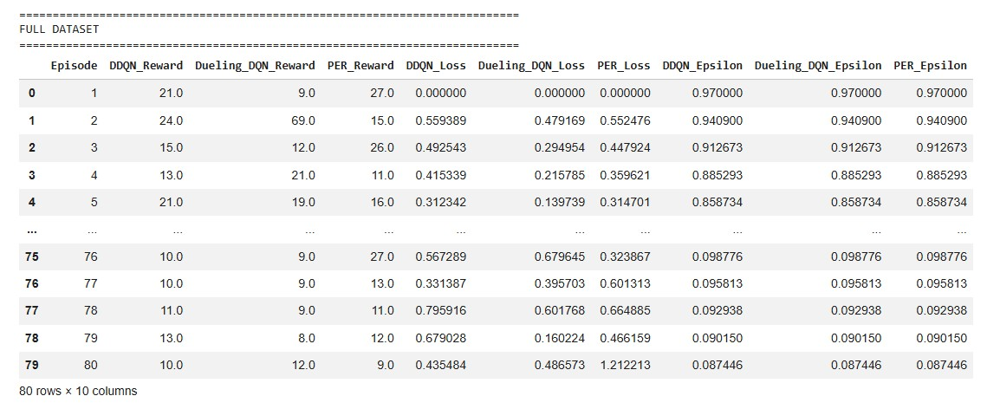 ===========================================================================
FULL DATASET
===========================================================================
Episode DDQN_Reward Dueling_DQN_Reward PER_Reward DDQN_Loss Dueling_DQN_Loss PER_Loss DDQN_Epsilon Dueling_DQN_Epsilon PER_Epsilon
0 1 21.0 9.0 27.0 0.000000 0.000000 0.000000 0.970000 0.970000 0.970000
1 2 24.0 69.0 15.0 0.559389 0.479169 0.552476 0.940900 0.940900 0.940900
2 3 15.0 12.0 26.0 0.492543 0.294954 0.447924 0.912673 0.912673 0.912673
3 4 13.0 21.0 11.0 0.415339 0.215785 0.359621 0.885293 0.885293 0.885293
4 5 21.0 19.0 16.0 0.312342 0.139739 0.314701 0.858734 0.858734 0.858734
... ... ... ... ... ... ... ... ... ... ...
75 76 10.0 9.0 27.0 0.567289 0.679645 0.323867 0.098776 0.098776 0.098776
76 77 10.0 9.0 13.0 0.331387 0.395703 0.601313 0.095813 0.095813 0.095813
77 78 11.0 9.0 11.0 0.795916 0.601768 0.664885 0.092938 0.092938 0.092938
78 79 13.0 8.0 12.0 0.679028 0.160224 0.466159 0.090150 0.090150 0.090150
79 80 10.0 12.0 9.0 0.435484 0.486573 1.212213 0.087446 0.087446 0.087446
80 rows × 10 columns